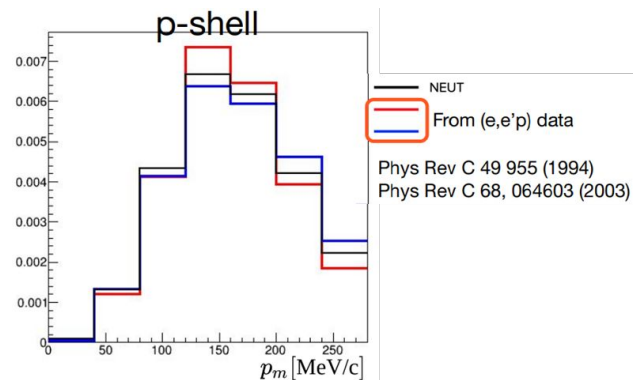 p-shell
0.007
0.006
0.005
0.004
0.003
0.002
0.001
0
0 50 100 150 200 250
p_m [MeV/c]
NEUT
From (e,e'p) data
Phys Rev C 49 955 (1994)
Phys Rev C 68, 064603 (2003)